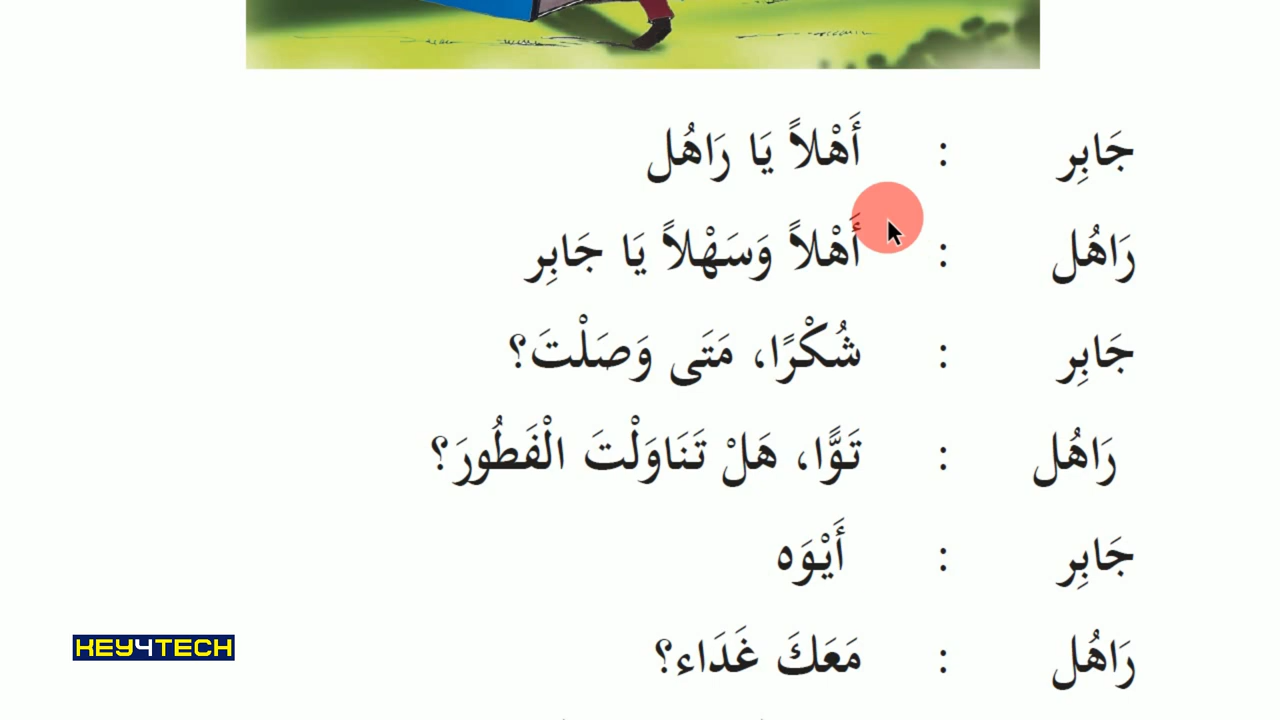 جَابِر : أَهْلاً يَا رَاهُل
رَاهُل : أَهْلاً وَسَهْلاً يَا جَابِر
جَابِر : شُكْرًا، مَتَى وَصَلْتَ؟
رَاهُل : تَوًّا، هَلْ تَنَاوَلْتَ الْفَطُورَ؟
جَابِر : أَيْوَه
رَاهُل : مَعَكَ غَدَاء؟
KEY4TECH